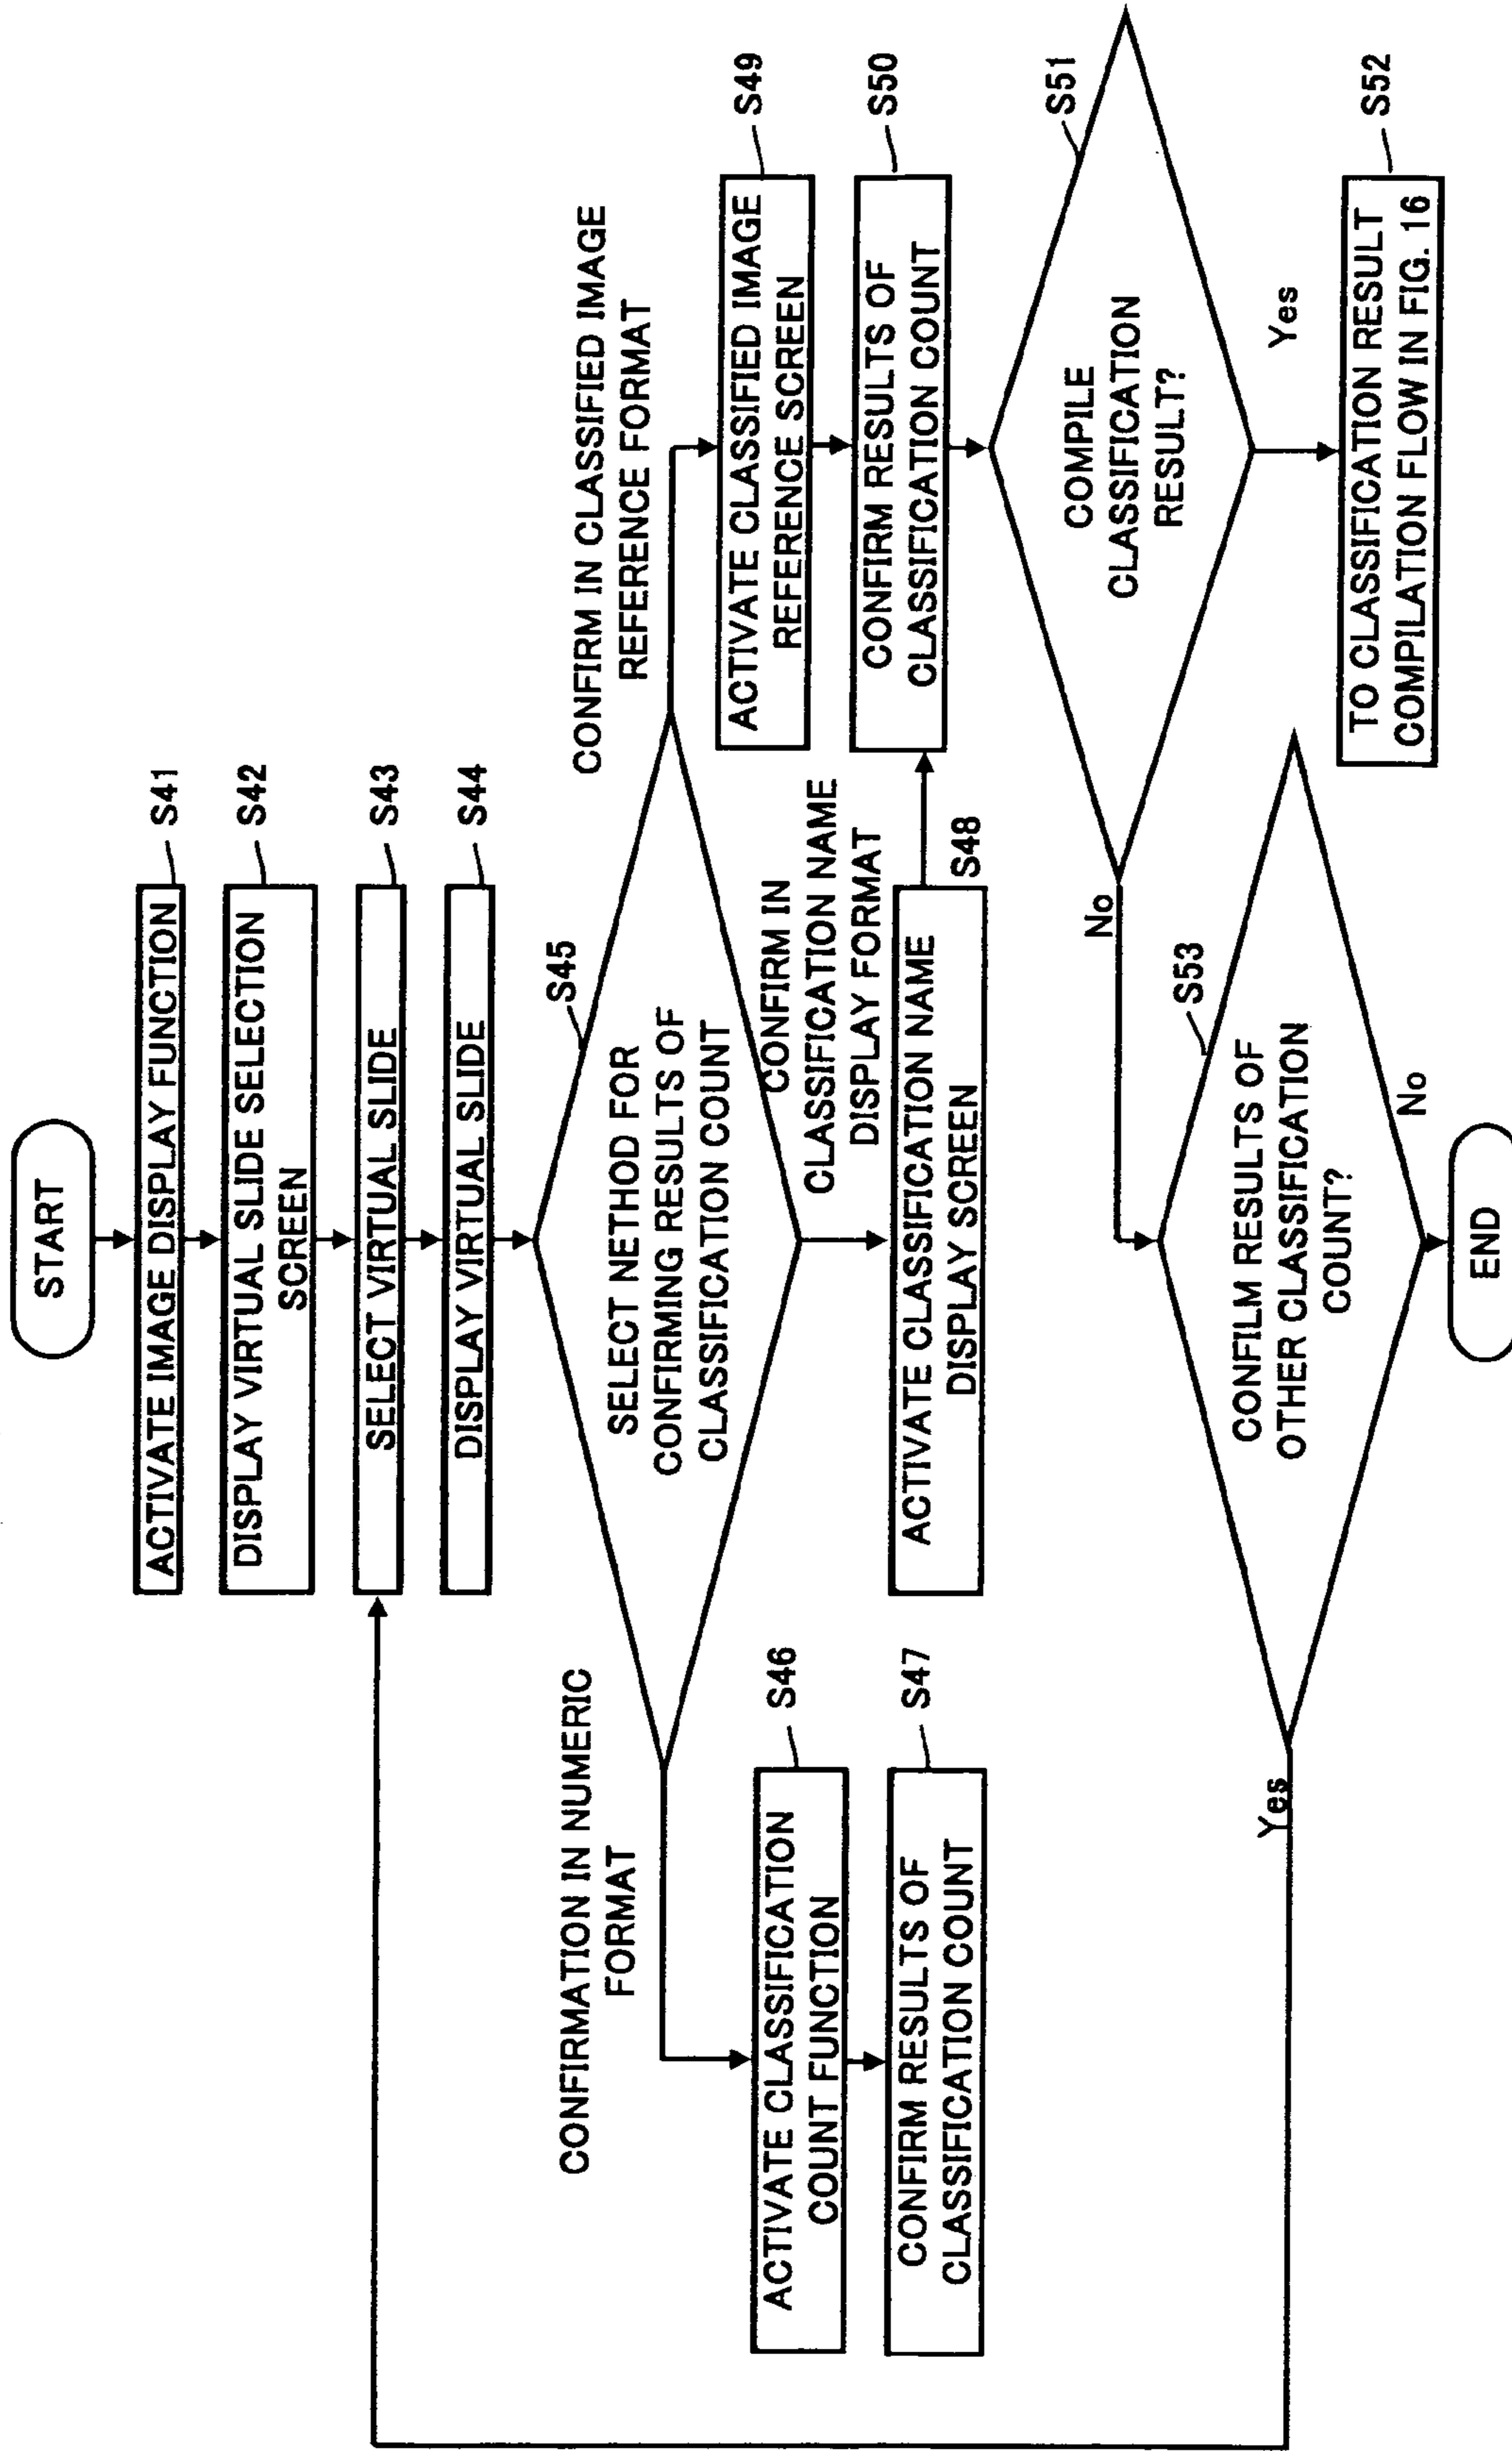 START
ACTIVATE IMAGE DISPLAY FUNCTION
S41
DISPLAY VIRTUAL SLIDE SELECTION
SCREEN
S42
SELECT VIRTUAL SLIDE
S43
DISPLAY VIRTUAL SLIDE
S44
SELECT NETHOD FOR
CONFIRMING RESULTS OF
CLASSIFICATION COUNT
S45
CONFIRMATION IN NUMERIC
FORMAT
ACTIVATE CLASSIFICATION
COUNT FUNCTION
S46
CONFIRM RESULTS OF
CLASSIFICATION COUNT
S47
CONFIRM IN
CLASSIFICATION NAME
DISPLAY FORMAT
ACTIVATE CLASSIFICATION NAME
DISPLAY SCREEN
S48
CONFIRM IN CLASSIFIED IMAGE
REFERENCE FORMAT
ACTIVATE CLASSIFIED IMAGE
REFERENCE SCREEN
S49
CONFIRM RESULTS OF
CLASSIFICATION COUNT
S50
COMPILE
CLASSIFICATION
RESULT?
S51
No
Yes
TO CLASSIFICATION RESULT
COMPILATION FLOW IN FIG. 16
S52
CONFILM RESULTS OF
OTHER CLASSIFICATION
COUNT?
S53
Yes
No
END